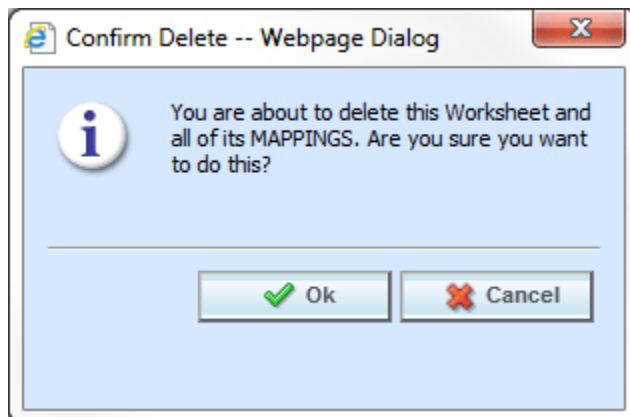 Confirm Delete -- Webpage Dialog
You are about to delete this Worksheet and
all of its MAPPINGS. Are you sure you want
to do this?
Ok
Cancel